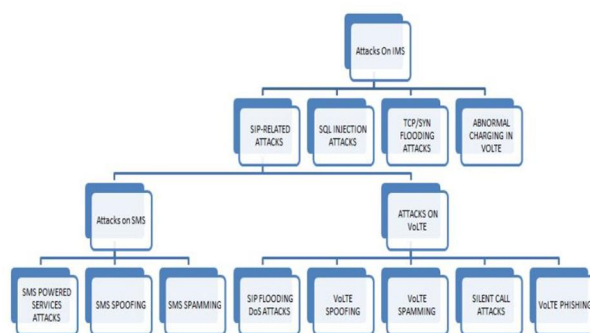 Attacks On IMS
SIP-RELATED
ATTACKS
SQL INJECTION
ATTACKS
TCP/SYN
FLOODING
ATTACKS
ABNORMAL
CHARGING IN
VOLTE
Attacks on SMS
ATTACKS ON
VoLTE
SMS POWERED
SERVICES
ATTACKS
SMS SPOOFING
SMS SPAMMING
SIP FLOODING
DoS ATTACKS
VoLTE
SPOOFING
VoLTE
SPAMMING
SILENT CALL
ATTACKS
VoLTE PHISHING